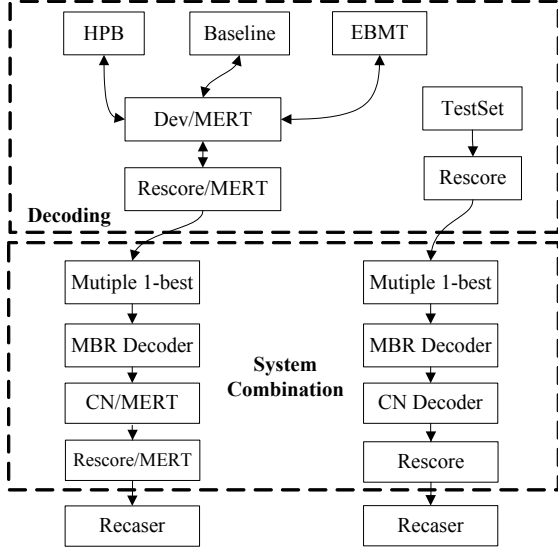 HPB
Baseline
EBMT
Dev/MERT
TestSet
Rescore/MERT
Rescore
Decoding
Mutiple 1-best
Mutiple 1-best
MBR Decoder
MBR Decoder
System
Combination
CN/MERT
CN Decoder
Rescore/MERT
Rescore
Recaser
Recaser